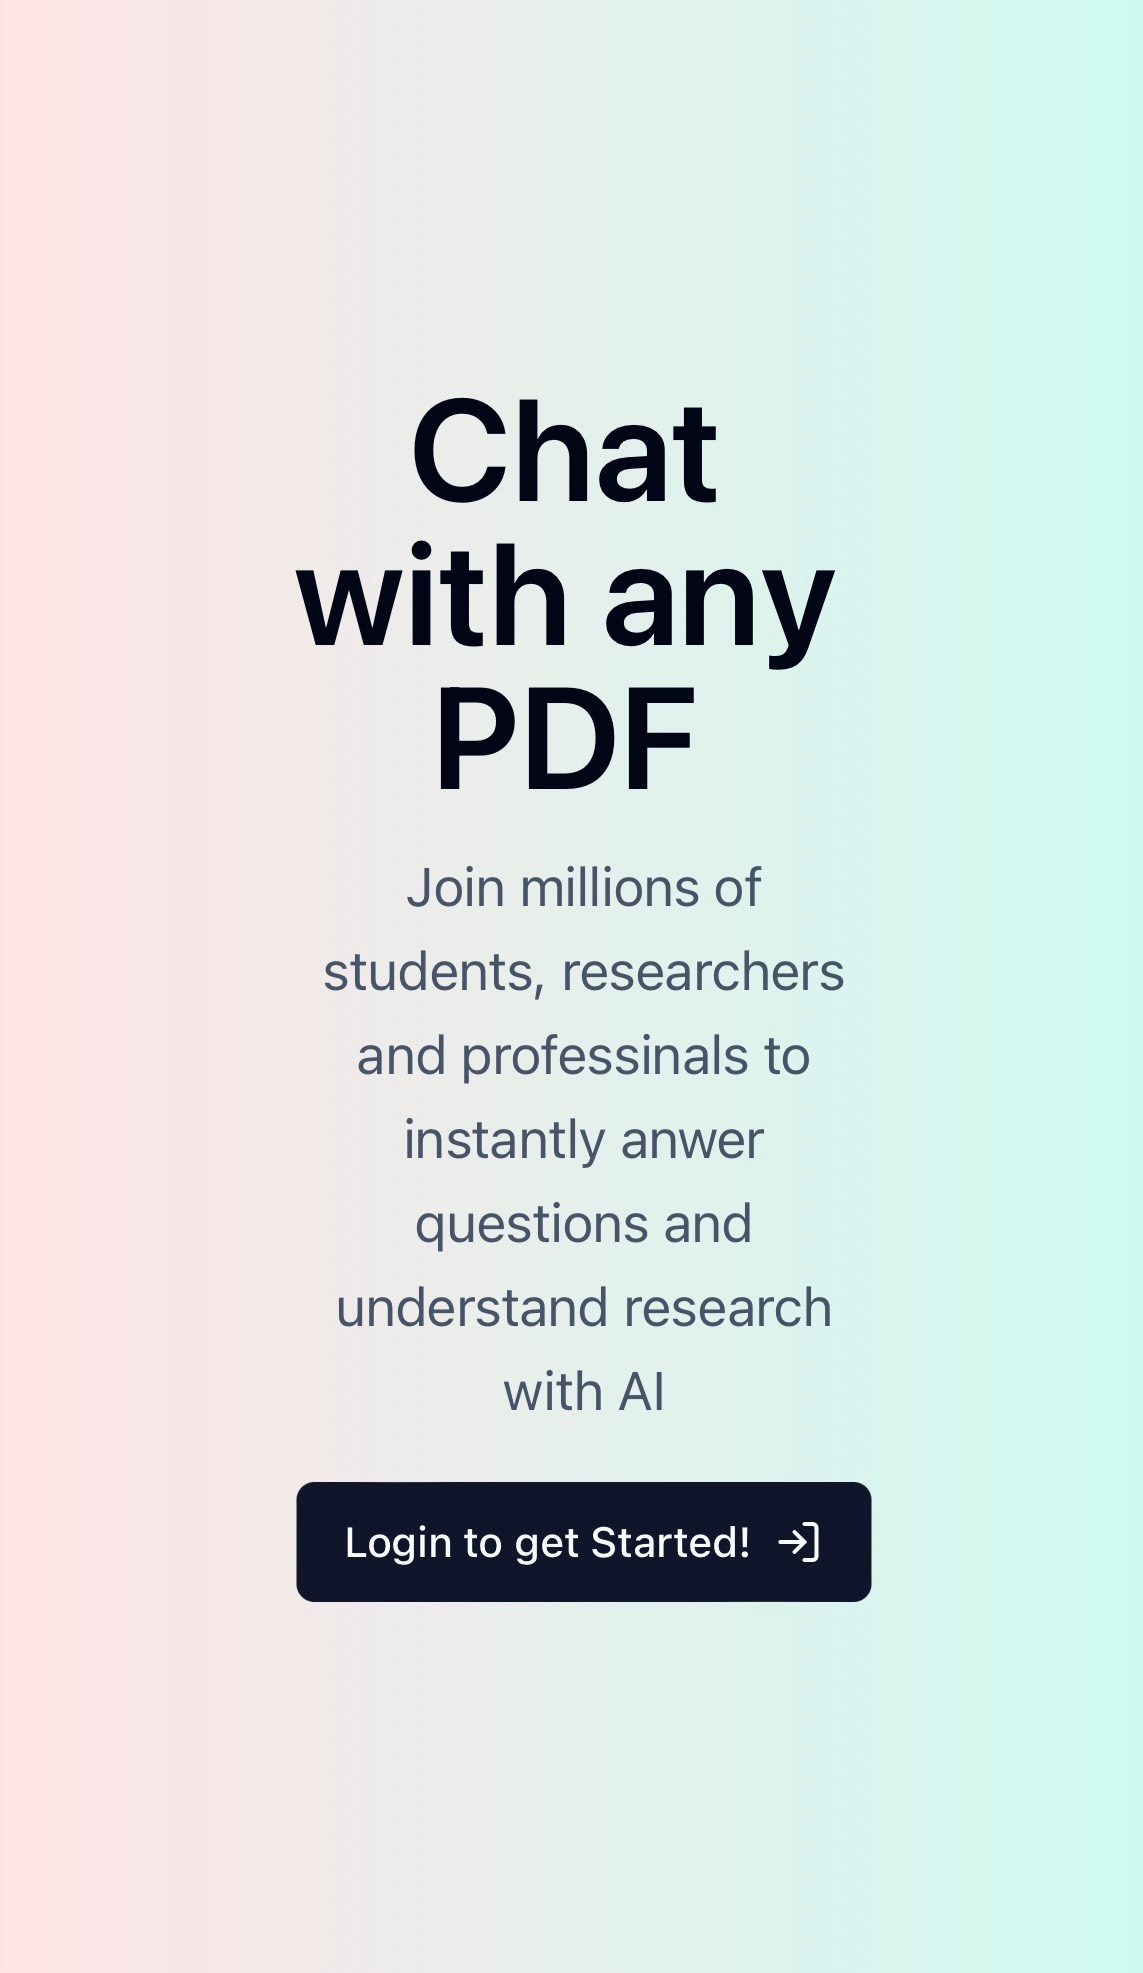 Chat
with any
PDF
Join millions of
students, researchers
and professinals to
instantly anwer
questions and
understand research
with AI
Login to get Started!